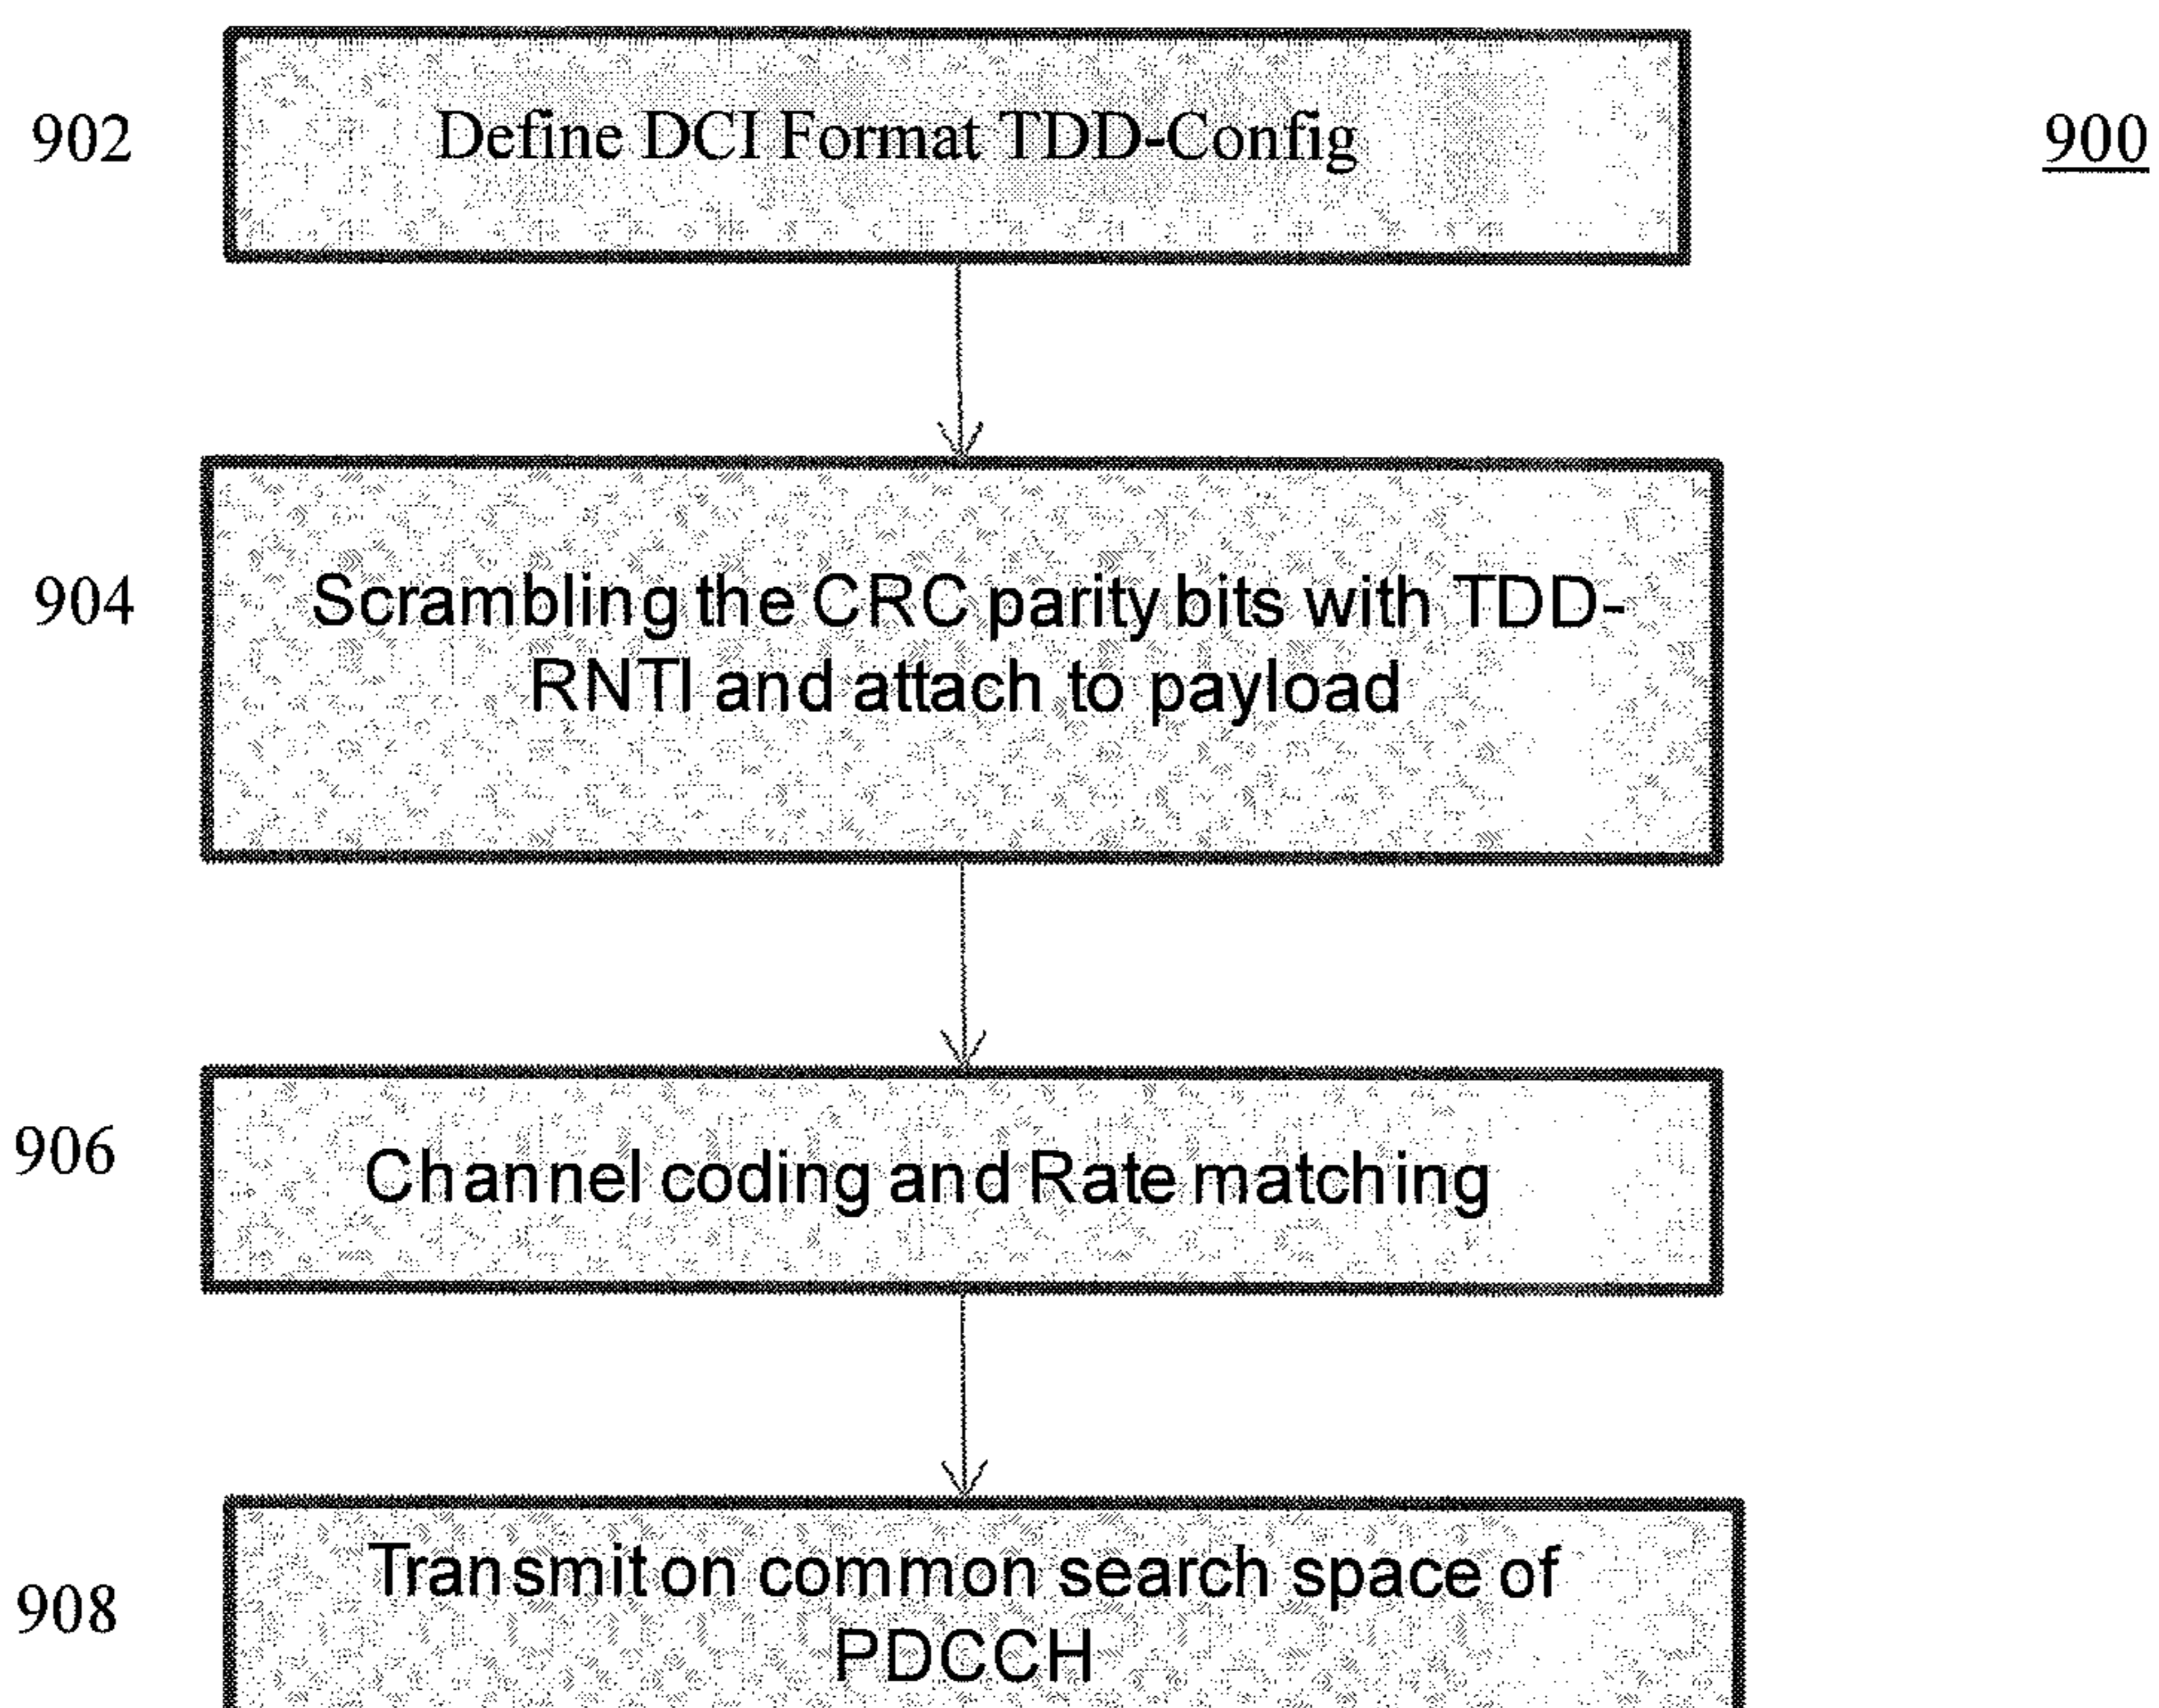 902
Define DCI Format TDD-Config
900
904
Scrambling the CRC parity bits with TDD-
RNTI and attach to payload
906
Channel coding and Rate matching
908
Transmit on common search space of
PDCCH